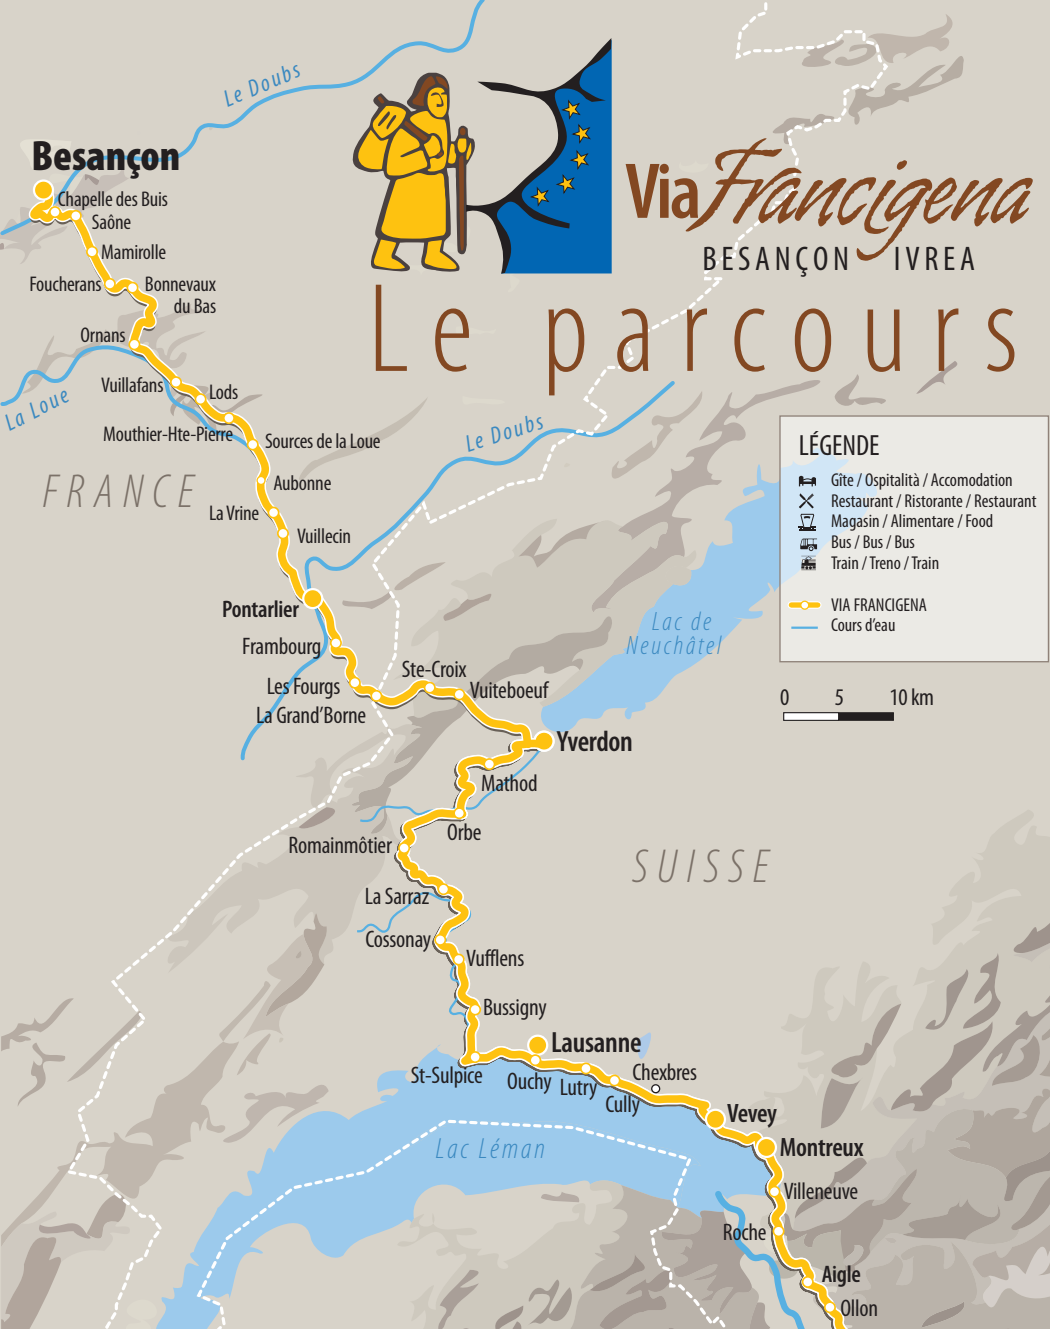 Le Doubs
Besançon
Chapelle des Buis
Saône
Mamirolle
Foucherans
Bonnevaux
du Bas
Ornans
Via Francigena
BESANÇON IVREA
Le parcours
Vuillafans
Lods
La Loue
Mouthier-Hte-Pierre
Sources de la Loue
Le Doubs
FRANCE
Aubonne
La Vrine
Vuillecin
LÉGENDE
Gîte / Ospitalità / Accomodation
Restaurant / Ristorante / Restaurant
Magasin / Alimentare / Food
Bus / Bus / Bus
Train / Treno / Train
VIA FRANCIGENA
Cours d'eau
0 5 10 km
Pontarlier
Frambourg
Lac de
Neuchâtel
Les Fourgs
Ste-Croix
Vuiteboeuf
La Grand'Borne
Yverdon
Mathod
Orbe
Romainmôtier
SUISSE
La Sarraz
Cossonay
Vufflens
Bussigny
Lausanne
St-Sulpice
Ouchy
Lutry
Cully
Chexbres
Vevey
Lac Léman
Montreux
Villeneuve
Roche
Aigle
Ollon